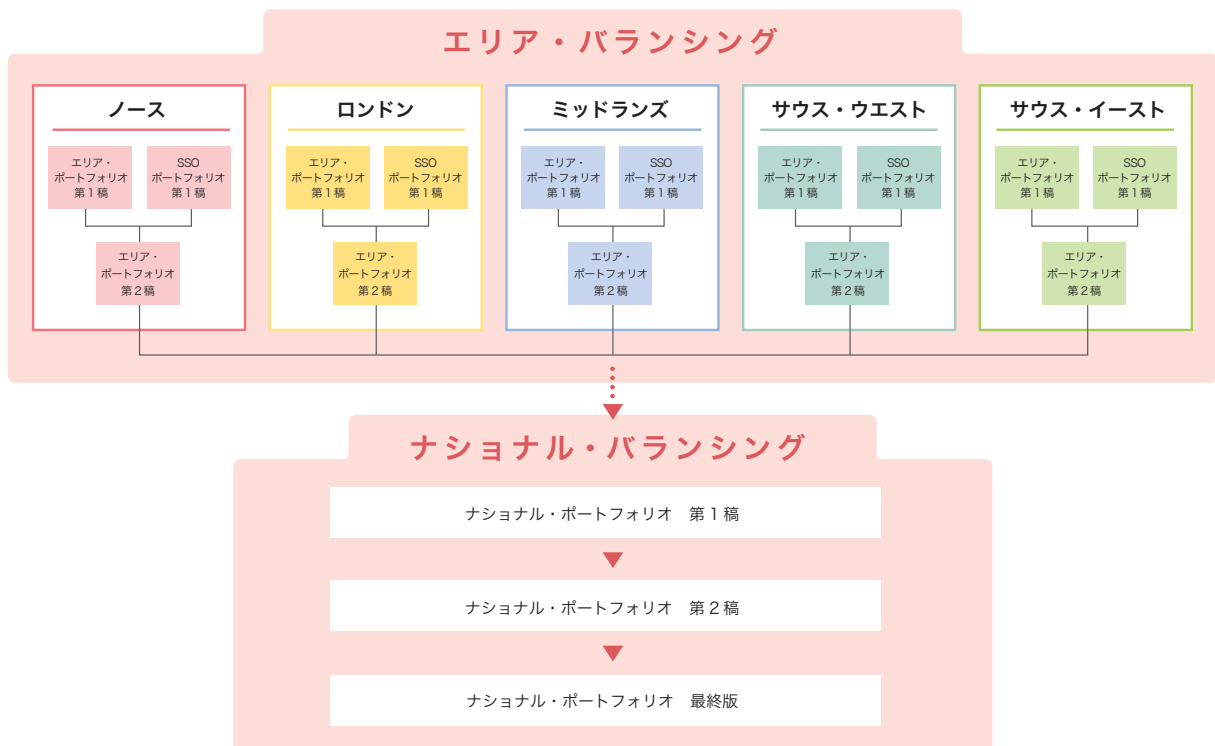 エリア・バランシング
ノース
エリア・
ポートフォリオ
第1稿
SSO
ポートフォリオ
第1稿
エリア・
ポートフォリオ
第2稿
ロンドン
エリア・
ポートフォリオ
第1稿
SSO
ポートフォリオ
第1稿
エリア・
ポートフォリオ
第2稿
ミッドランズ
エリア・
ポートフォリオ
第1稿
SSO
ポートフォリオ
第1稿
エリア・
ポートフォリオ
第2稿
サウス・ウエスト
エリア・
ポートフォリオ
第1稿
SSO
ポートフォリオ
第1稿
エリア・
ポートフォリオ
第2稿
サウス・イースト
エリア・
ポートフォリオ
第1稿
SSO
ポートフォリオ
第1稿
エリア・
ポートフォリオ
第2稿
ナショナル・バランシング
ナショナル・ポートフォリオ　第1稿
ナショナル・ポートフォリオ　第2稿
ナショナル・ポートフォリオ　最終版